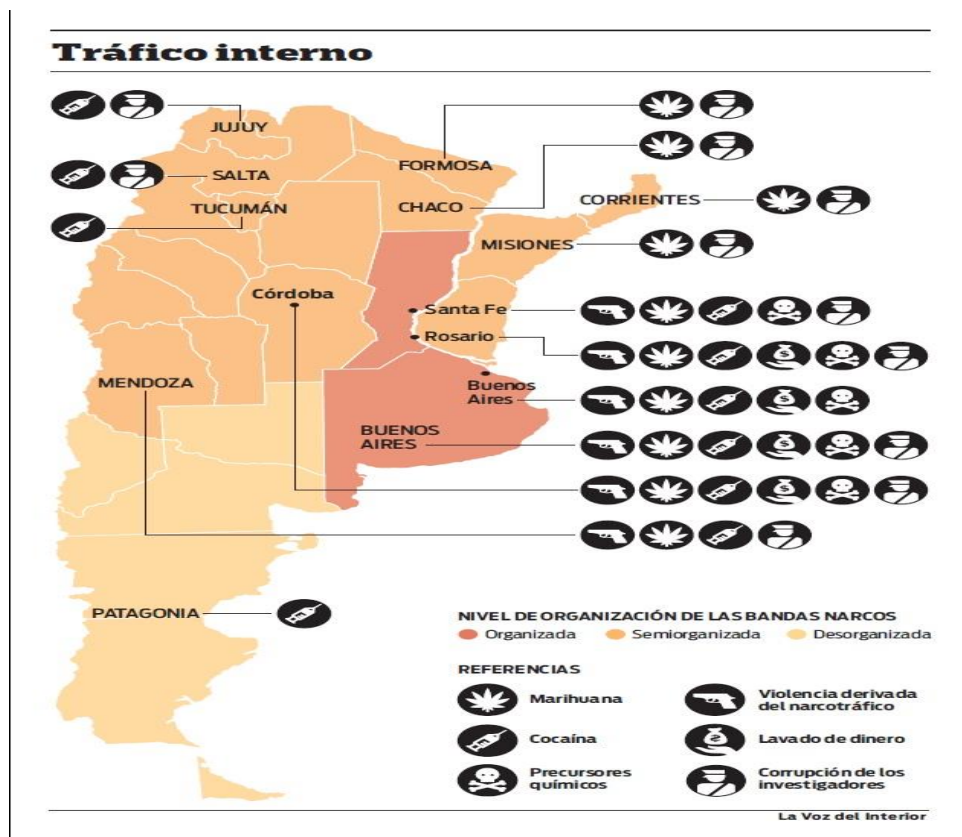 Tráfico interno
JUJUY
FORMOSA
SALTA
TUCUMÁN
CHACO
CORRIENTES
MISIONES
Córdoba
Santa Fe
Rosario
MENDOZA
Buenos
Aires
BUENOS
AIRES
PATAGONIA
NIVEL DE ORGANIZACIÓN DE LAS BANDAS NARCOS
Organizada
Semiorganizada
Desorganizada
REFERENCIAS
Marihuana
Violencia derivada
del narcotráfico
Cocaína
Lavado de dinero
Precursores
químicos
Corrupción de los
investigadores
La Voz del Interior